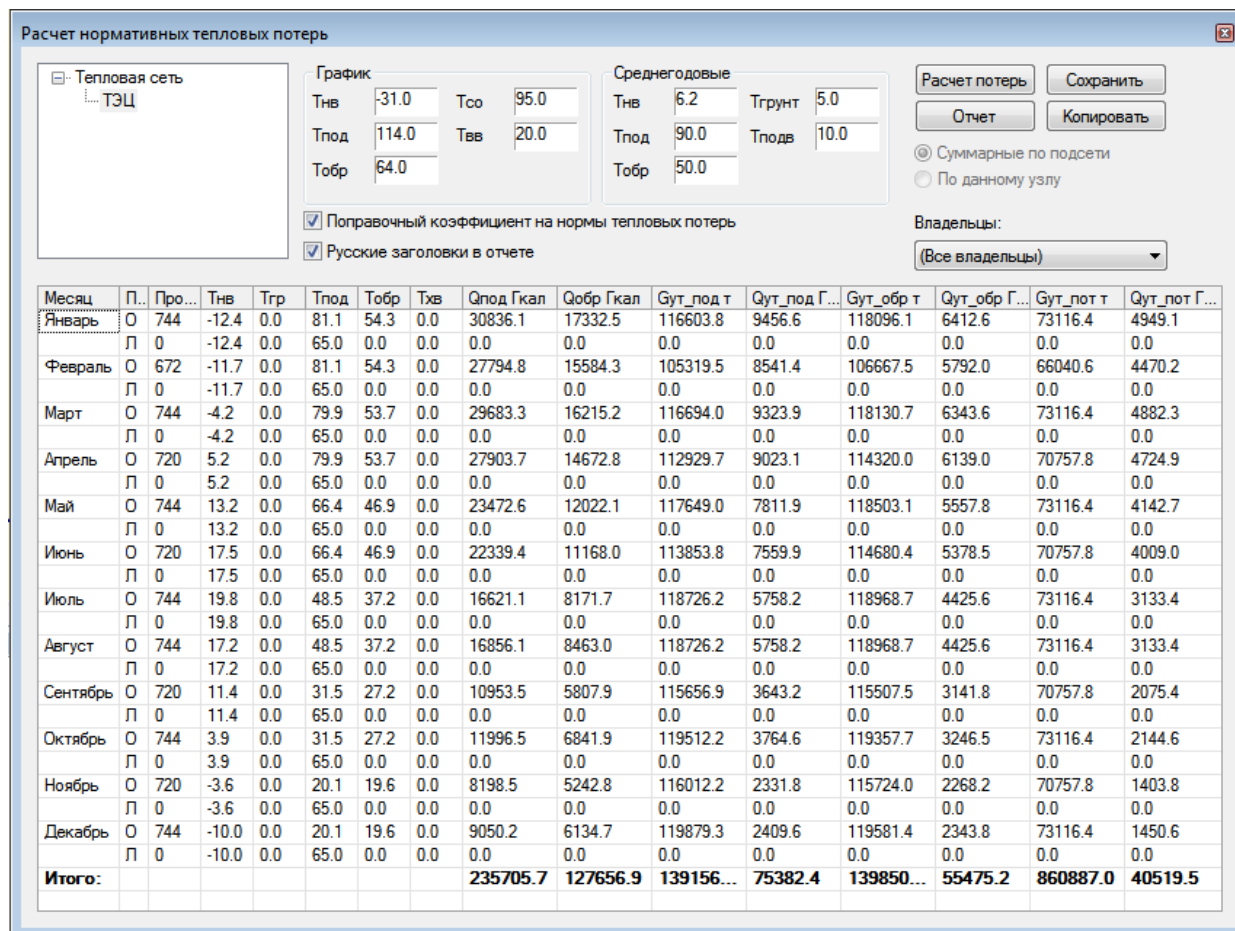 Расчет нормативных тепловых потерь
Тепловая сеть
ТЭЦ
График
Тнв -31.0 Тсо 95.0
Тпод 114.0 Твв 20.0
Тобр 64.0
Среднегодовые
Тнв 6.2 Тгрунт 5.0
Тпод 90.0 Тподв 10.0
Тобр 50.0
Расчет потерь Сохранить
Отчет Копировать
Суммарные по подсети
По данному узлу
Поправочный коэффициент на нормы тепловых потерь
Русские заголовки в отчете
Владельцы:
(Все владельцы)
Месяц П.. Про... Тнв Тгр Тпод Тобр Тхв Qпод Гкал Qобр Гкал Gут_под т Qут_под Г... Gут_обр т Qут_обр Г... Gут_пот т Qут_пот Г...
Январь О 744 -12.4 0.0 81.1 54.3 0.0 30836.1 17332.5 116603.8 9456.6 118096.1 6412.6 73116.4 4949.1
Л 0 -12.4 0.0 65.0 0.0 0.0 0.0 0.0 0.0 0.0 0.0 0.0 0.0 0.0
Февраль О 672 -11.7 0.0 81.1 54.3 0.0 27794.8 15584.3 105319.5 8541.4 106667.5 5792.0 66040.6 4470.2
Л 0 -11.7 0.0 65.0 0.0 0.0 0.0 0.0 0.0 0.0 0.0 0.0 0.0 0.0
Март О 744 -4.2 0.0 79.9 53.7 0.0 29683.3 16215.2 116694.0 9323.9 118130.7 6343.6 73116.4 4882.3
Л 0 -4.2 0.0 65.0 0.0 0.0 0.0 0.0 0.0 0.0 0.0 0.0 0.0 0.0
Апрель О 720 5.2 0.0 79.9 53.7 0.0 27903.7 14672.8 112929.7 9023.1 114320.0 6139.0 70757.8 4724.9
Л 0 5.2 0.0 65.0 0.0 0.0 0.0 0.0 0.0 0.0 0.0 0.0 0.0 0.0
Май О 744 13.2 0.0 66.4 46.9 0.0 23472.6 12022.1 117649.0 7811.9 118503.1 5557.8 73116.4 4142.7
Л 0 13.2 0.0 65.0 0.0 0.0 0.0 0.0 0.0 0.0 0.0 0.0 0.0 0.0
Июнь О 720 17.5 0.0 66.4 46.9 0.0 22339.4 11168.0 113853.8 7559.9 114680.4 5378.5 70757.8 4009.0
Л 0 17.5 0.0 65.0 0.0 0.0 0.0 0.0 0.0 0.0 0.0 0.0 0.0 0.0
Июль О 744 19.8 0.0 48.5 37.2 0.0 16621.1 8171.7 118726.2 5758.2 118968.7 4425.6 73116.4 3133.4
Л 0 19.8 0.0 65.0 0.0 0.0 0.0 0.0 0.0 0.0 0.0 0.0 0.0 0.0
Август О 744 17.2 0.0 48.5 37.2 0.0 16856.1 8463.0 118726.2 5758.2 118968.7 4425.6 73116.4 3133.4
Л 0 17.2 0.0 65.0 0.0 0.0 0.0 0.0 0.0 0.0 0.0 0.0 0.0 0.0
Сентябрь О 720 11.4 0.0 31.5 27.2 0.0 10953.5 5807.9 115656.9 3643.2 115507.5 3141.8 70757.8 2075.4
Л 0 11.4 0.0 65.0 0.0 0.0 0.0 0.0 0.0 0.0 0.0 0.0 0.0 0.0
Октябрь О 744 3.9 0.0 31.5 27.2 0.0 11996.5 6841.9 119512.2 3764.6 119357.7 3246.5 73116.4 2144.6
Л 0 3.9 0.0 65.0 0.0 0.0 0.0 0.0 0.0 0.0 0.0 0.0 0.0 0.0
Ноябрь О 720 -3.6 0.0 20.1 19.6 0.0 8198.5 5242.8 116012.2 2331.8 115724.0 2268.2 70757.8 1403.8
Л 0 -3.6 0.0 65.0 0.0 0.0 0.0 0.0 0.0 0.0 0.0 0.0 0.0 0.0
Декабрь О 744 -10.0 0.0 20.1 19.6 0.0 9050.2 6134.7 119879.3 2409.6 119581.4 2343.8 73116.4 1450.6
Л 0 -10.0 0.0 65.0 0.0 0.0 0.0 0.0 0.0 0.0 0.0 0.0 0.0 0.0
Итого: 235705.7 127656.9 139156... 75382.4 139850... 55475.2 860887.0 40519.5